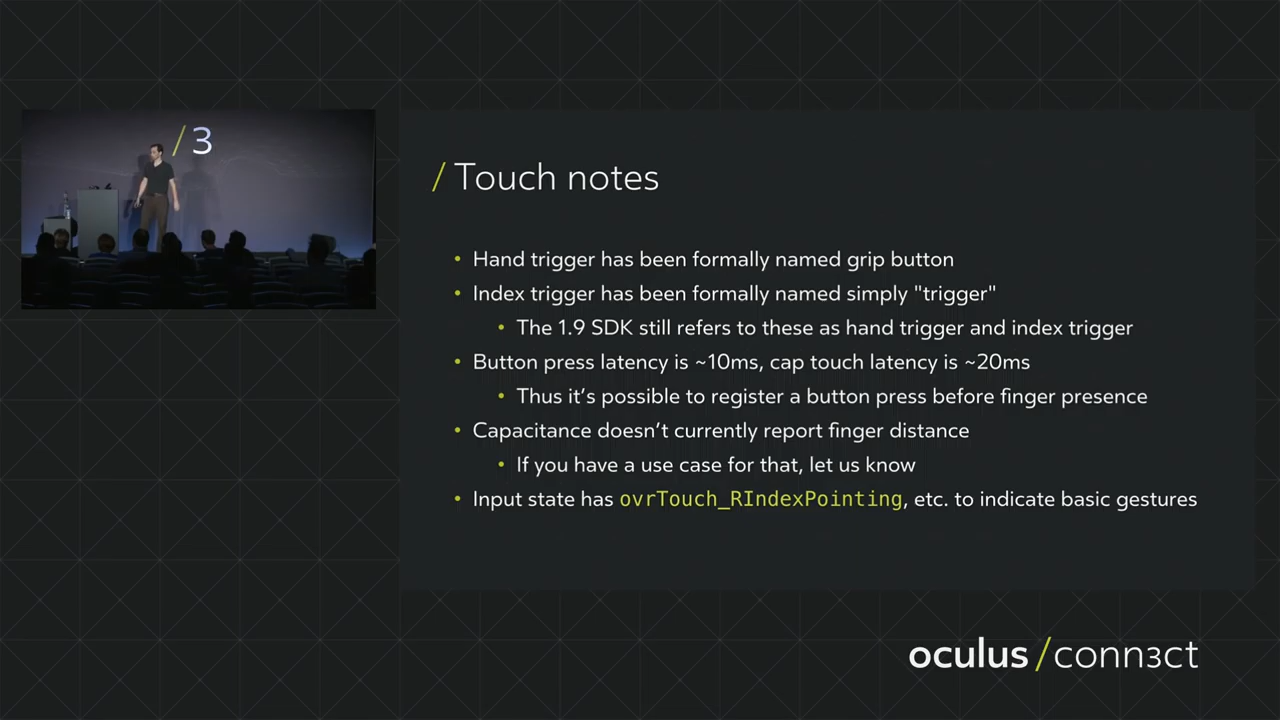 /3
/ Touch notes
• Hand trigger has been formally named grip button
• Index trigger has been formally named simply "trigger"
• The 1.9 SDK still refers to these as hand trigger and index trigger
• Button press latency is ~10ms, cap touch latency is ~20ms
• Thus it’s possible to register a button press before finger presence
• Capacitance doesn’t currently report finger distance
• If you have a use case for that, let us know
• Input state has ovrTouch_RIndexPointing, etc. to indicate basic gestures
oculus /conn3ct